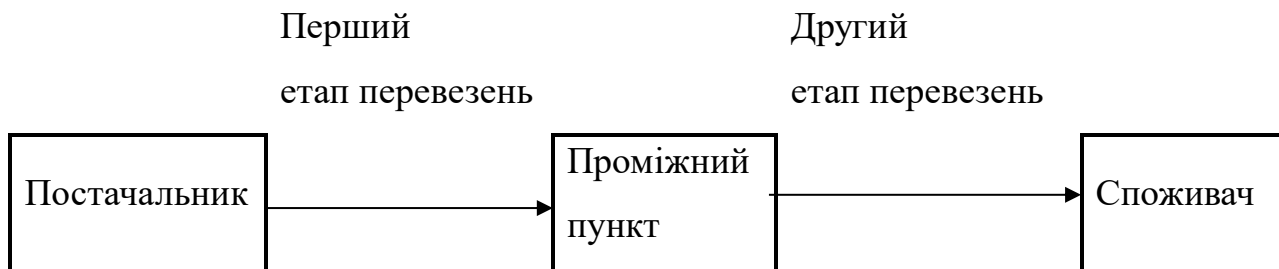 Перший
етап перевезень
Другий
етап перевезень
Постачальник
Проміжний
пункт
Споживач